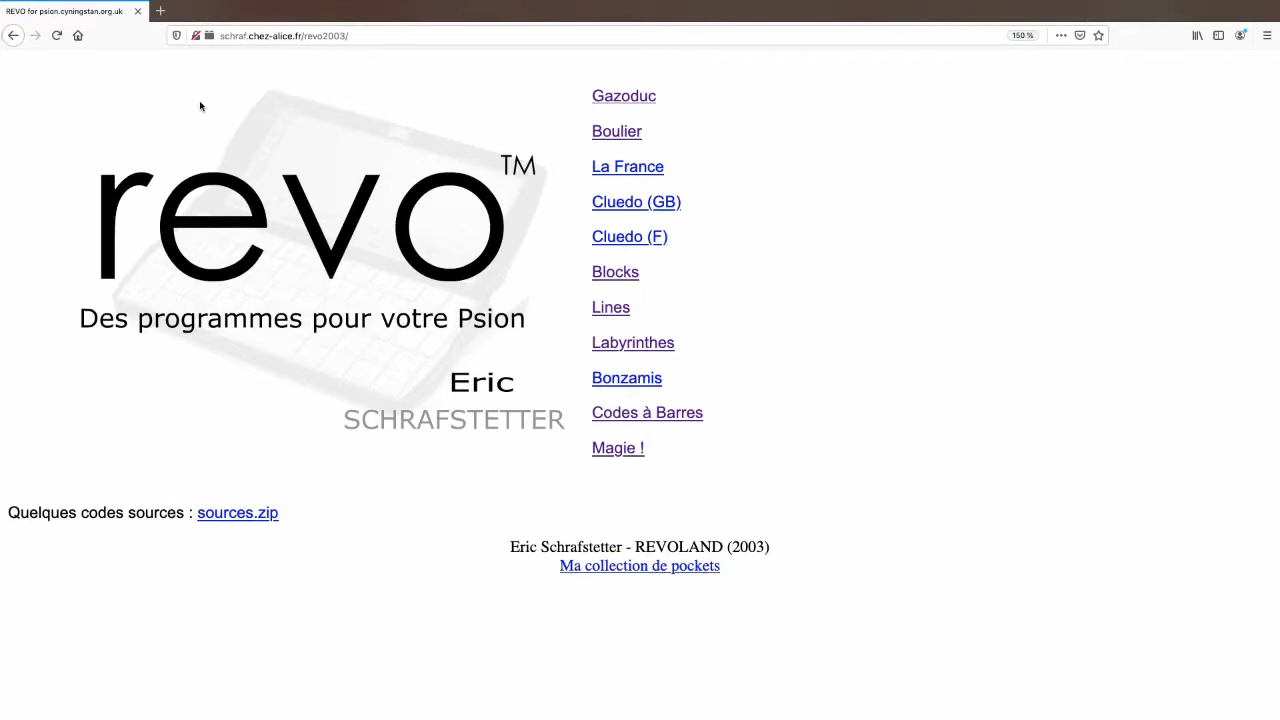 REVO for psion.cyningstan.org.uk
schraf.chez-alice.fr/revo2003/
150 %
revo™
Des programmes pour votre Psion
Eric
SCHRAFSTETTER
Gazoduc
Boulier
La France
Cluedo (GB)
Cluedo (F)
Blocks
Lines
Labyrinthes
Bonzamis
Codes à Barres
Magie !
Quelques codes sources : sources.zip
Eric Schrafstetter - REVOLAND (2003)
Ma collection de pockets